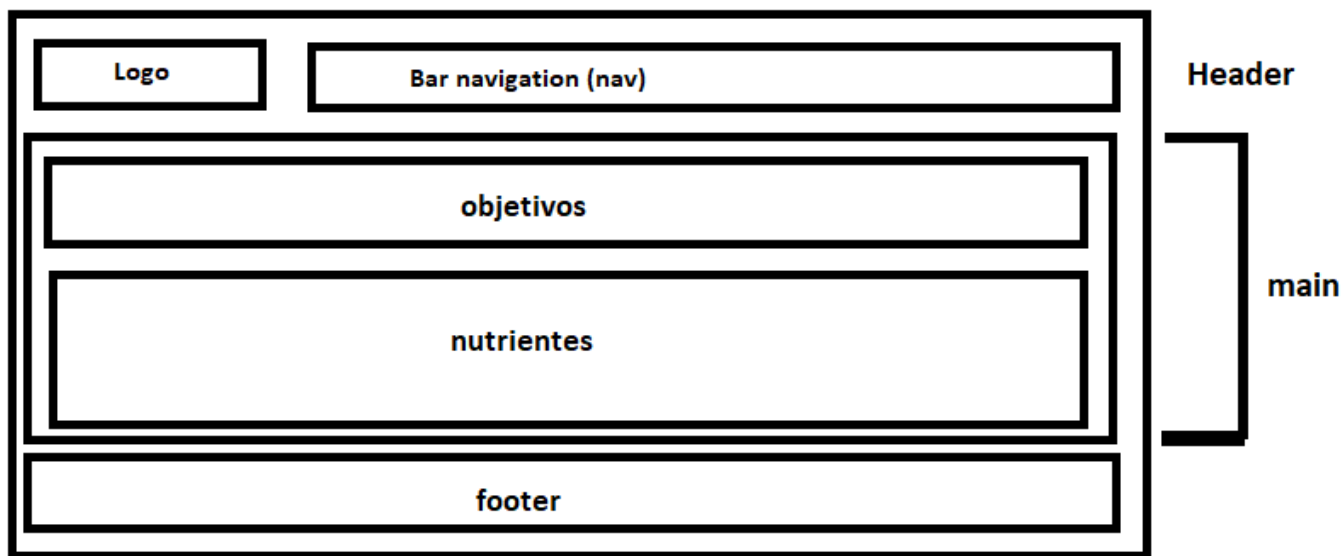 Logo
Bar navigation (nav)
Header
objetivos
main
nutrientes
footer